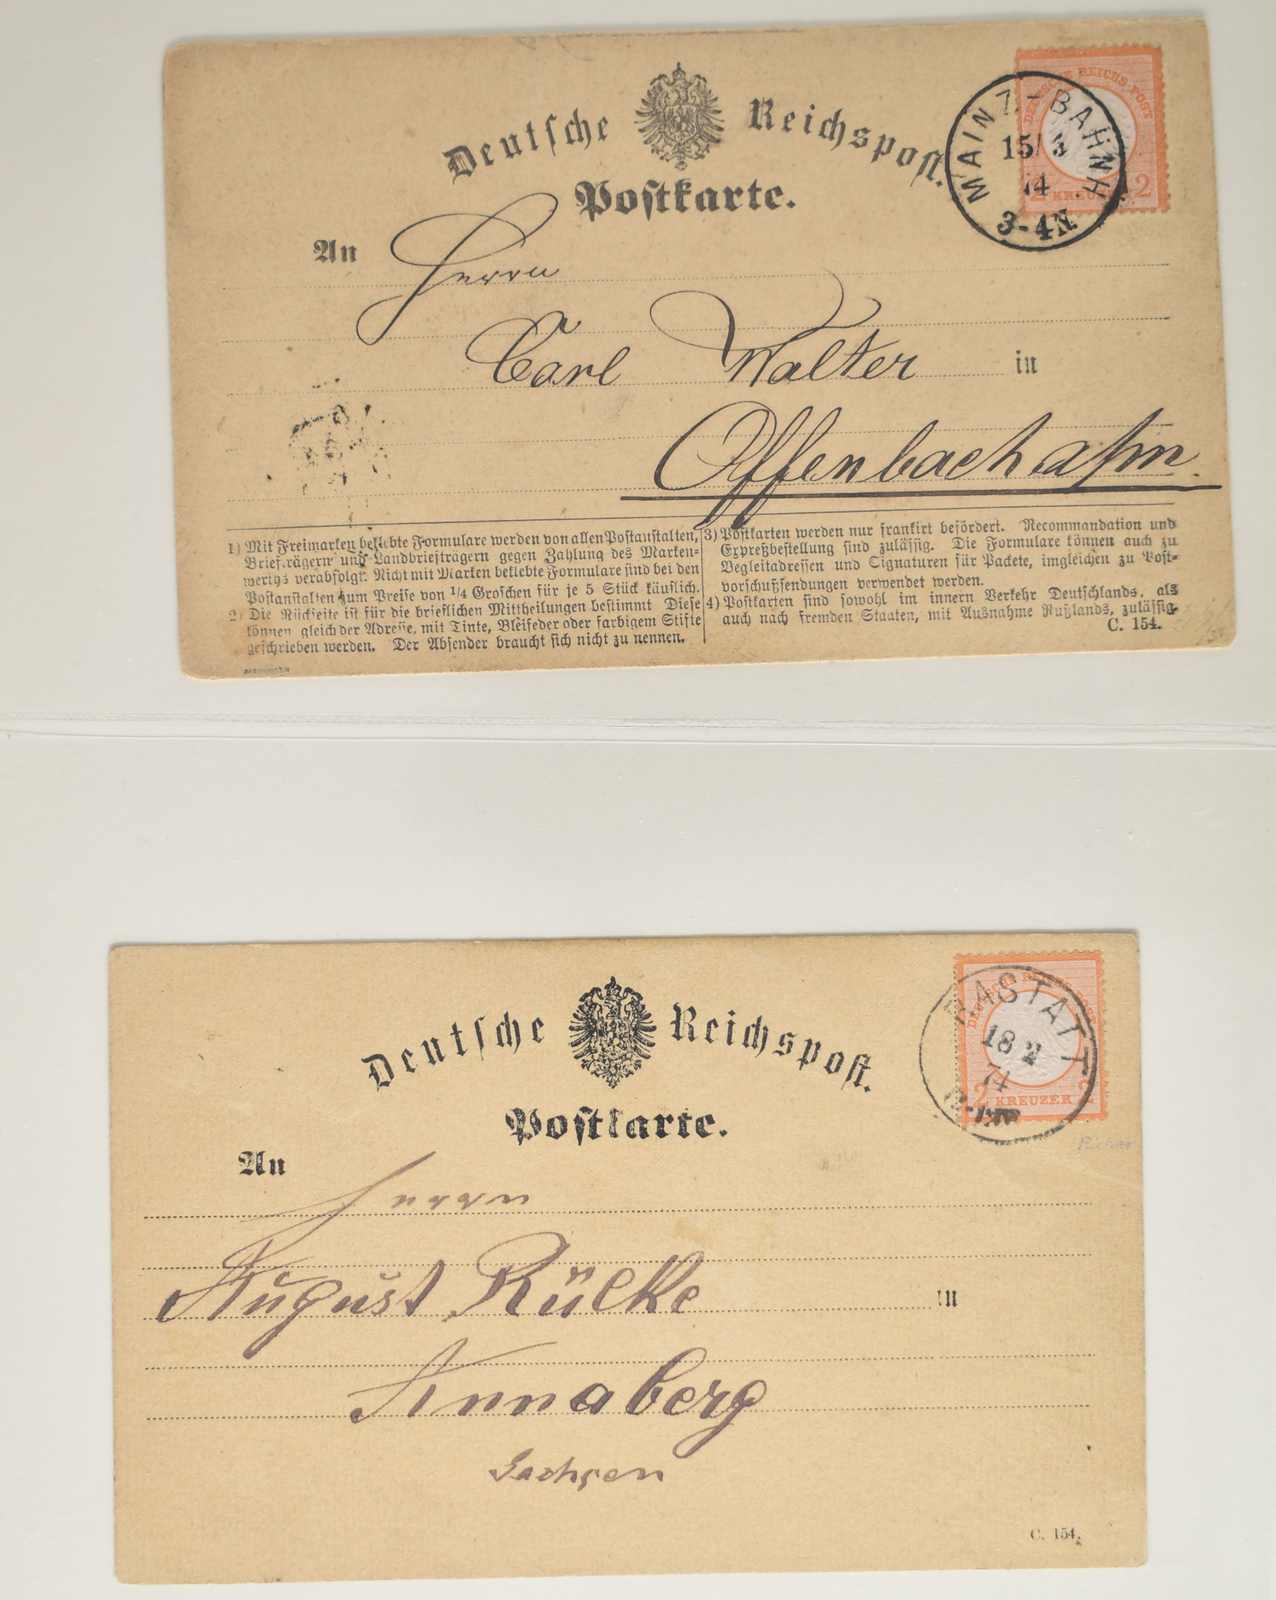 Deutsche Reichspost.
Postkarte.
DEUTSCHE REICHS-POST
KREUZER 2
MAINZ-BAHNH.
15/3
74
3-4N
An Herrn
Carl Walter in
Offenbach a/m
1) Mit Freimarken beklebte Formulare werden von allen Postanstalten,
Briefträgern und Landbriefträgern gegen Zahlung des Marken-
werths verabfolgt. Nicht mit Marken beklebte Formulare sind bei den
Postanstalten zum Preise von 1/4 Groschen für je 5 Stück käuflich.
2) Die Rückseite ist für die brieflichen Mittheilungen bestimmt Diese
können gleich der Adresse, mit Tinte, Bleifeder oder farbigem Stifte
geschrieben werden. Der Absender braucht sich nicht zu nennen.
3) Postkarten werden nur frankirt befördert. Recommandation und
Expreßbestellung sind zulässig. Die Formulare können auch zu
Begleitadressen und Signaturen für Packete, imgleichen zu Post-
vorschußsendungen verwendet werden.
4) Postkarten sind sowohl im innern Verkehr Deutschlands, als
auch nach fremden Staaten, mit Ausnahme Rußlands, zulässig.
C. 154.
Deutsche Reichspost.
Postkarte.
2 KREUZER
RASTATT
18 2
74
An Herrn
August Rülke in
Annaberg
Sachsen
C. 154.